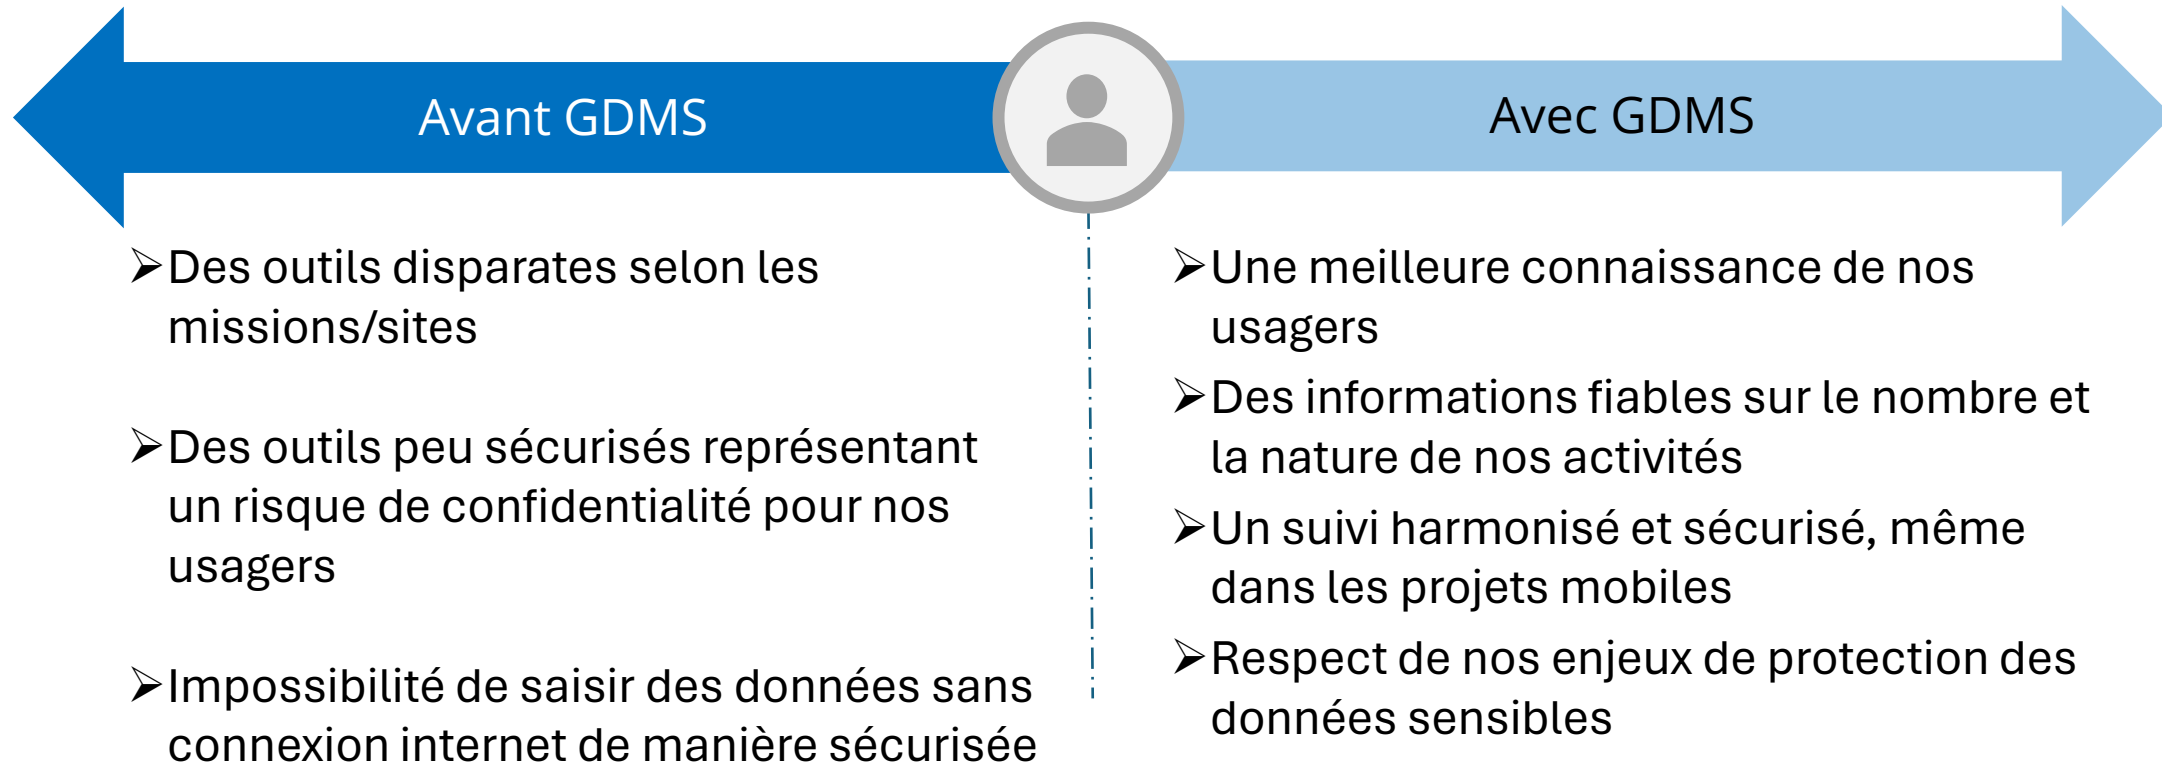 Avant GDMS
Avec GDMS
➢Des outils disparates selon les
missions/sites
➢Des outils peu sécurisés représentant
un risque de confidentialité pour nos
usagers
➢Impossibilité de saisir des données sans
connexion internet de manière sécurisée
➢Une meilleure connaissance de nos
usagers
➢Des informations fiables sur le nombre et
la nature de nos activités
➢Un suivi harmonisé et sécurisé, même
dans les projets mobiles
➢Respect de nos enjeux de protection des
données sensibles